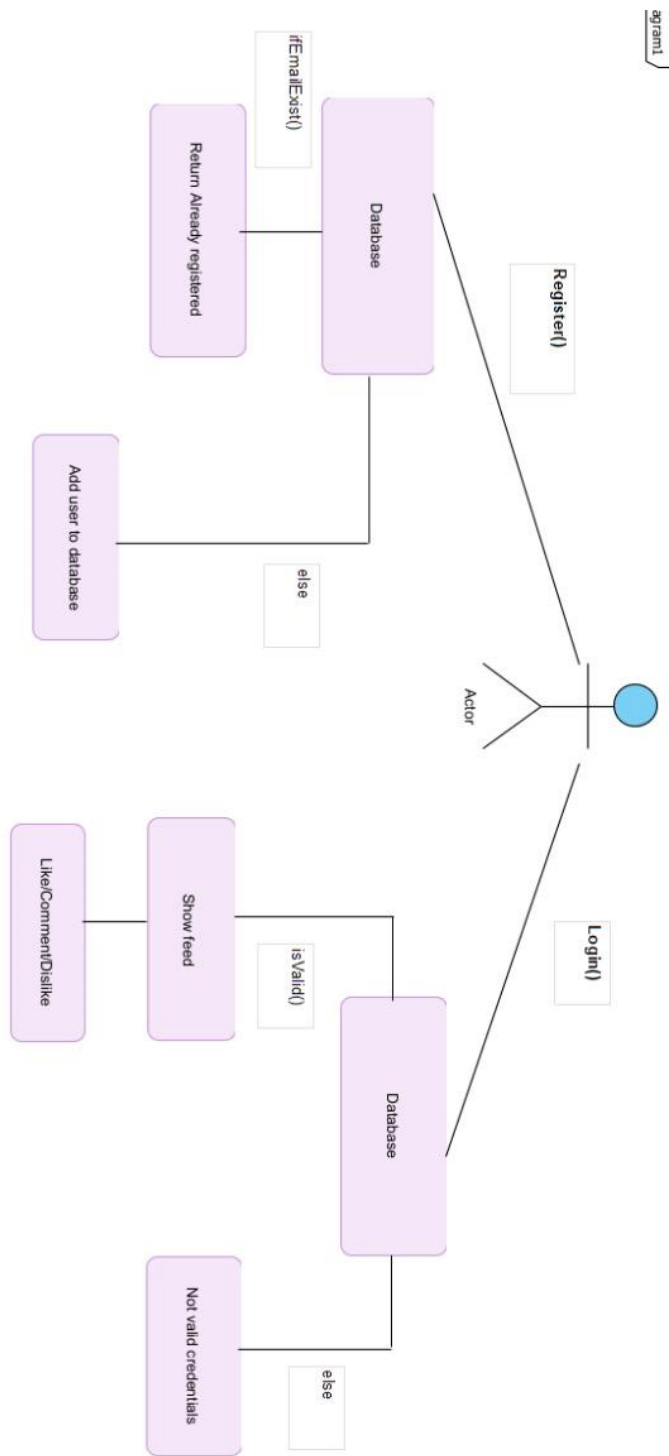 agram1
Register()
Login()
Actor
Database
Database
ifEmailExist()
else
isValid()
else
Return Already registered
Show feed
Not valid credentials
Add user to database
Like/Comment/Dislike